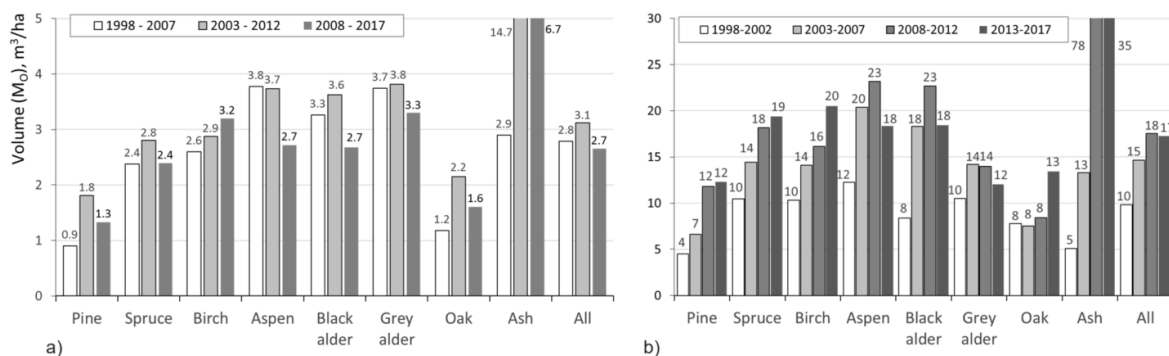 Volume (M_O), m³/ha
1998 - 2007 2003 - 2012 2008 - 2017
5
4
3
2
1
0
0.9 1.8 1.3
2.4 2.8 2.4
2.6 2.9 3.2
3.8 3.7 2.7
3.3 3.6 2.7
3.7 3.8 3.3
1.2 2.2 1.6
2.9 14.7 6.7
2.8 3.1 2.7
Pine Spruce Birch Aspen Black alder Grey alder Oak Ash All
a)
1998-2002 2003-2007 2008-2012 2013-2017
30
25
20
15
10
5
0
4 7 12 12
10 14 18 19
10 14 16 20
12 20 23 18
8 18 23 18
10 14 14 12
8 8 8 13
5 13 78 35
10 15 18 17
Pine Spruce Birch Aspen Black alder Grey alder Oak Ash All
b)